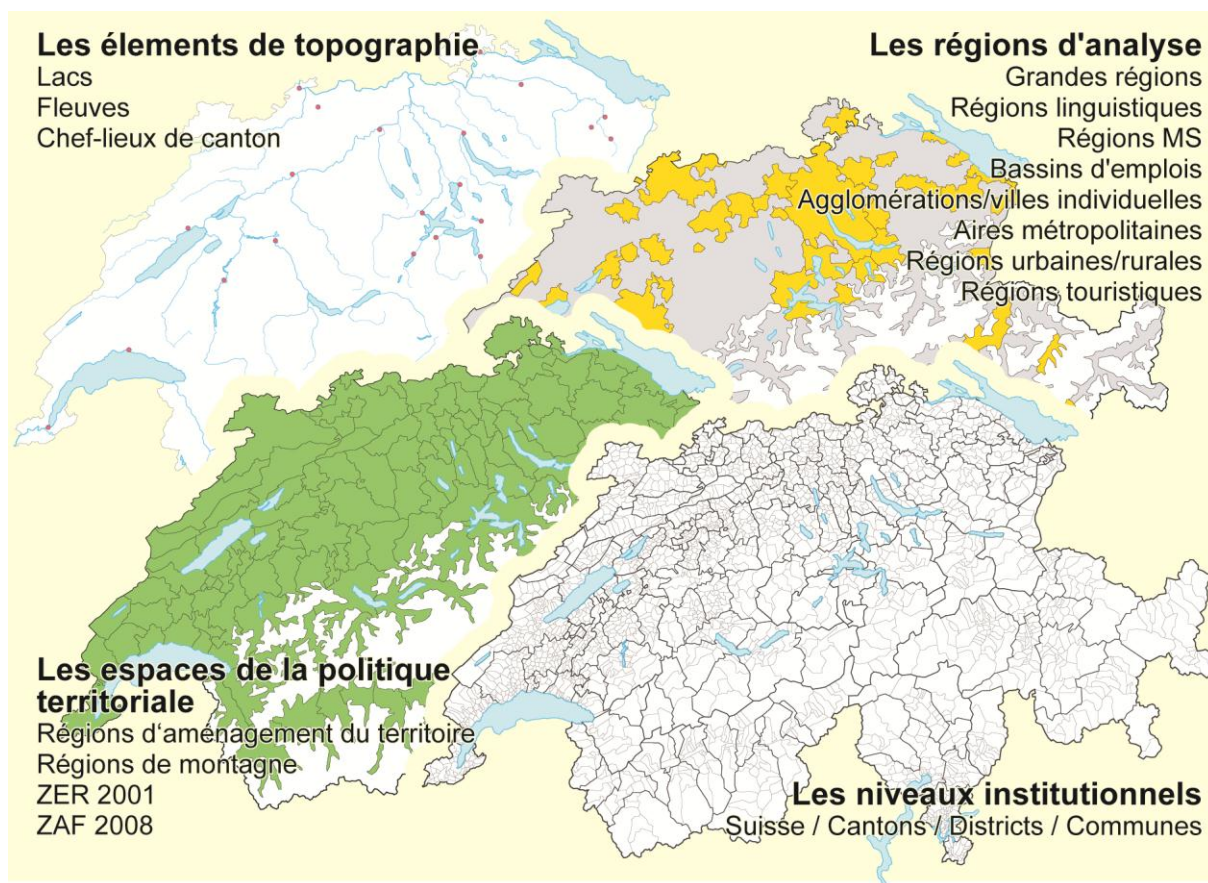 Les élements de topographie
Lacs
Fleuves
Chef-lieux de canton
Les régions d'analyse
Grandes régions
Régions linguistiques
Régions MS
Bassins d'emplois
Agglomérations/villes individuelles
Aires métropolitaines
Régions urbaines/rurales
Régions touristiques
Les espaces de la politique
territoriale
Régions d‘aménagement du territoire
Régions de montagne
ZER 2001
ZAF 2008
Les niveaux institutionnels
Suisse / Cantons / Districts / Communes